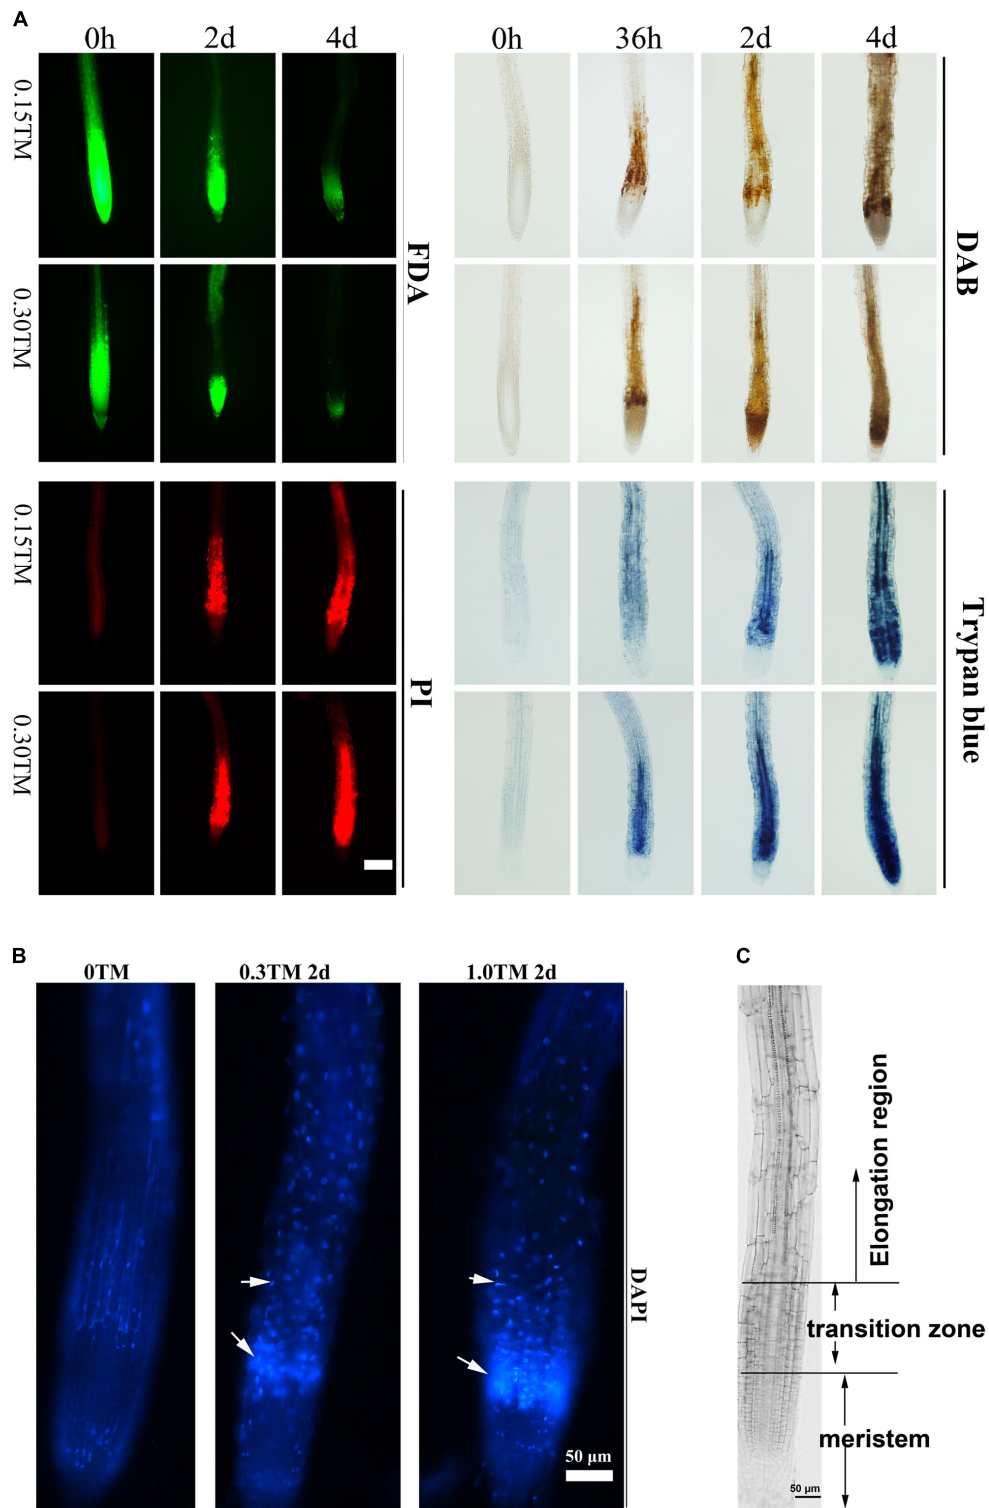 A
0h 2d 4d 0h 36h 2d 4d
0.15TM
0.30TM
FDA
DAB
0.15TM
0.30TM
PI
Trypan blue
B
0TM 0.3TM 2d 1.0TM 2d
DAPI
50 µm
C
Elongation region
transition zone
meristem
50 µm